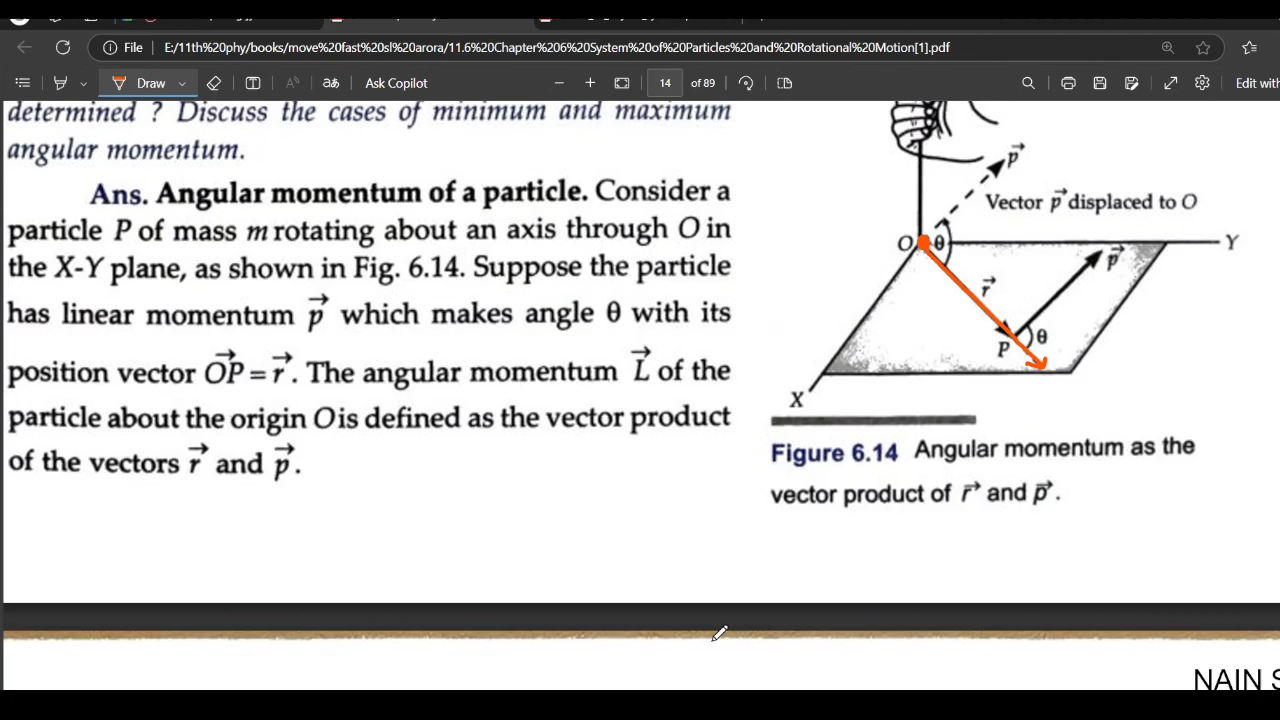 File E:/11th%20phy/books/move%20fast%20sl%20arora/11.6%20Chapter%206%20System%20of%20Particles%20and%20Rotational%20Motion[1].pdf
Draw
aあ
Ask Copilot
14 of 89
Edit with
determined ? Discuss the cases of minimum and maximum
angular momentum.
Ans. Angular momentum of a particle. Consider a
particle P of mass m rotating about an axis through O in
the X-Y plane, as shown in Fig. 6.14. Suppose the particle
has linear momentum p⃗ which makes angle θ with its
position vector OP⃗ = r⃗. The angular momentum L⃗ of the
particle about the origin O is defined as the vector product
of the vectors r⃗ and p⃗.
p⃗
Vector p⃗ displaced to O
O θ
Y
p⃗
r⃗
θ
P
X
Figure 6.14 Angular momentum as the
vector product of r⃗ and p⃗.
NAIN S